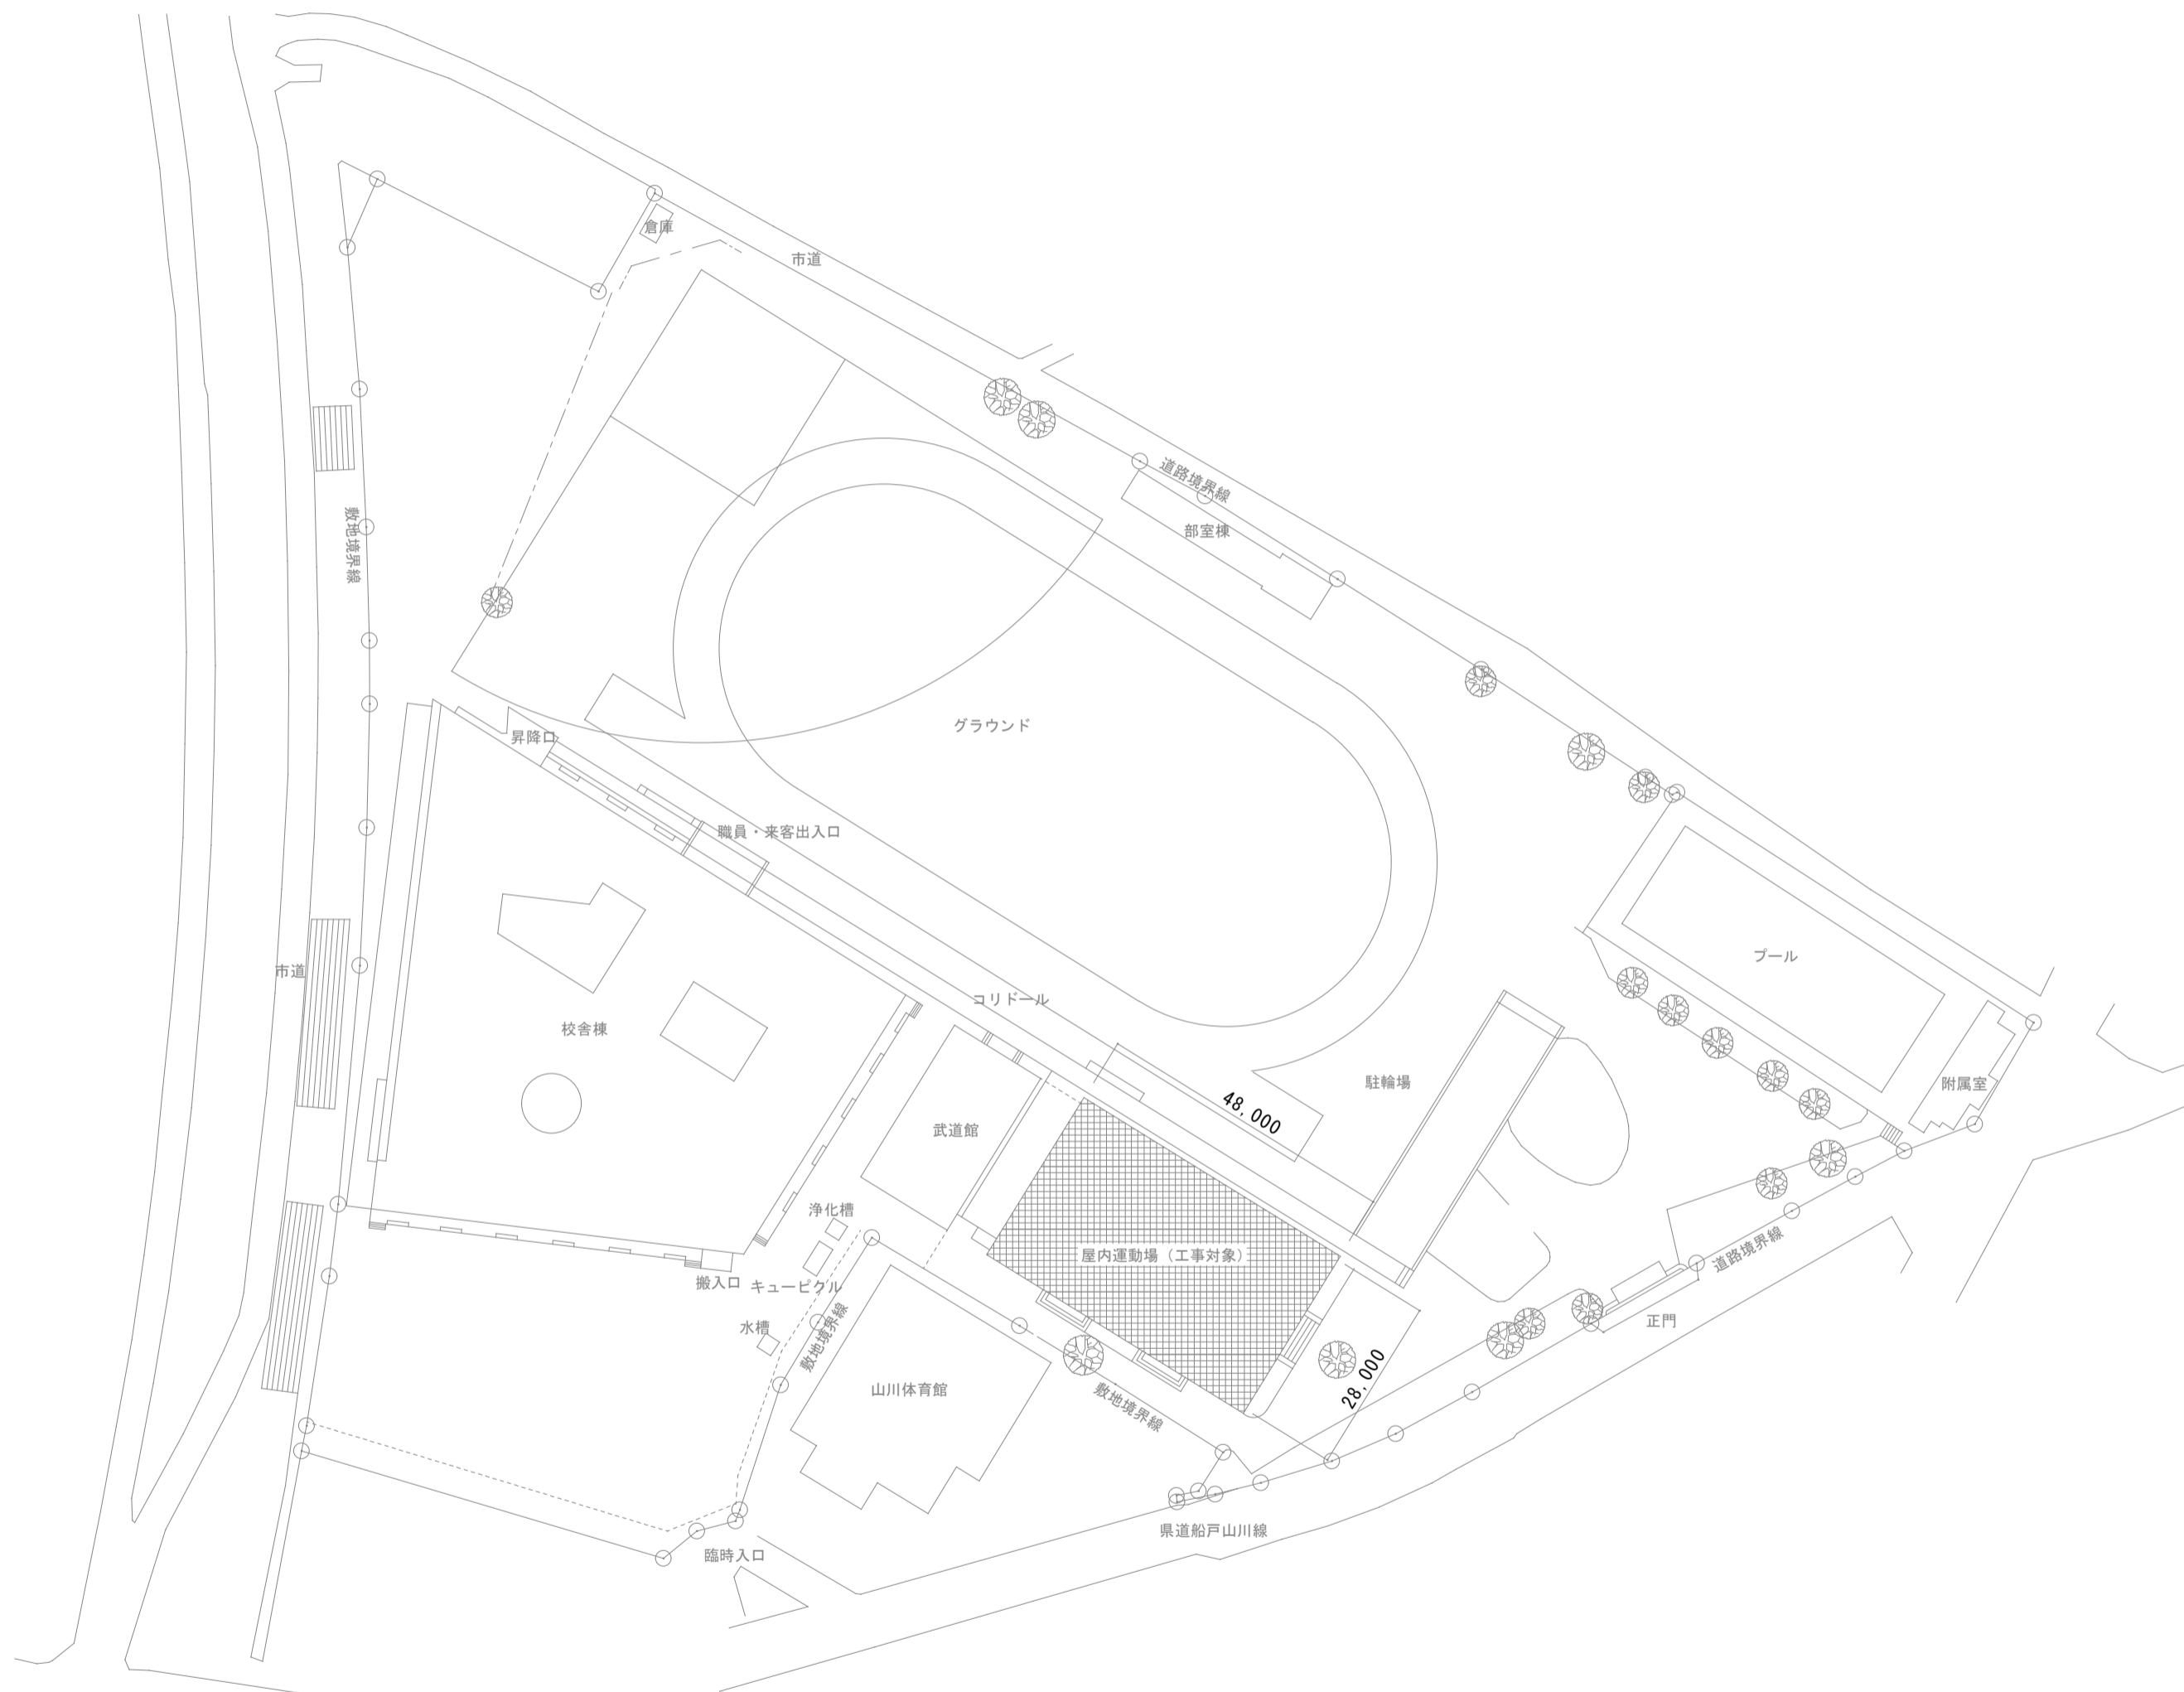 倉庫
市道
道路境界線
部室棟
敷地境界線
グラウンド
昇降口
職員・来客出入口
プール
市道
コリドール
校舎棟
駐輪場
附属室
48,000
武道館
浄化槽
屋内運動場（工事対象）
道路境界線
搬入口
キュービクル
水槽
敷地境界線
正門
28,000
山川体育館
敷地境界線
県道船戸山川線
臨時入口